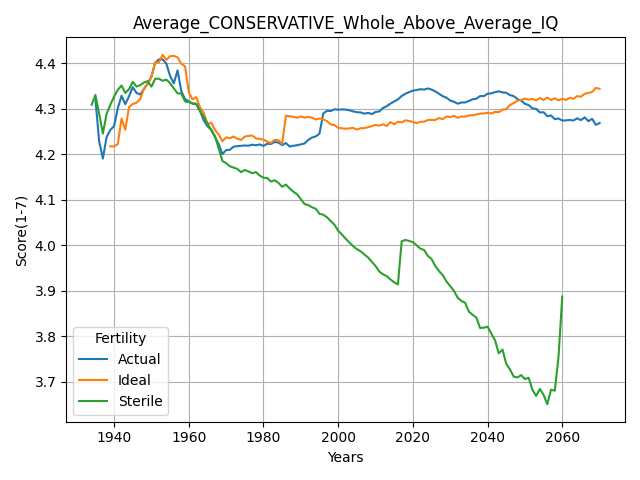 Average_CONSERVATIVE_Whole_Above_Average_IQ
Score(1-7)
4.4
4.3
4.2
4.1
4.0
3.9
3.8
3.7
Fertility
Actual
Ideal
Sterile
1940 1960 1980 2000 2020 2040 2060
Years